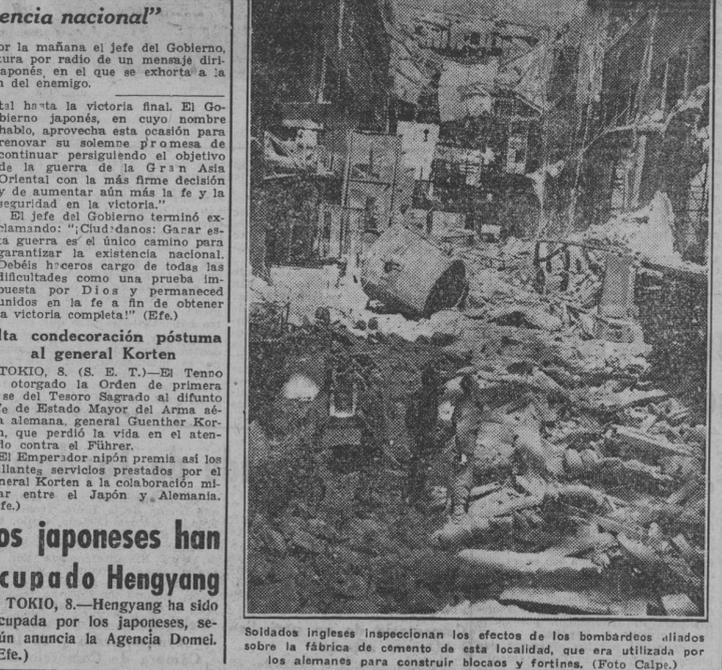 encia nacional”
or la mañana el jefe del Gobierno,
tura por radio de un mensaje diri-
aponés, en el que se exhorta a la
n del enemigo.
tal hasta la victoria final. El Go-
bierno japonés, en cuyo nombre
hablo, aprovecha esta ocasión para
renovar su solemne promesa de
continuar persiguiendo el objetivo
de la guerra de la Gran Asia
Oriental con la más firme decisión
y de aumentar aún más la fe y la
seguridad en la victoria."
El jefe del Gobierno terminó ex-
clamando: "¡Ciudadanos: Ganar es-
ta guerra es el único camino para
garantizar la existencia nacional.
Debéis haceros cargo de todas las
dificultades como una prueba im-
puesta por Dios y permaneced
unidos en la fe a fin de obtener
a victoria completa!" (Efe.)
lta condecoración póstuma
al general Korten
TOKIO, 8. (S. E. T.)—El Tenno
otorgado la Orden de primera
se del Tesoro Sagrado al difunto
fe de Estado Mayor del Arma aé-
a alemana, general Guenther Kor-
n, que perdió la vida en el aten-
do contra el Führer.
El Emperador nipón premia así los
illantes servicios prestados por el
neral Korten a la colaboración mi-
ar entre el Japón y Alemania.
fe.)
os japoneses han
cupado Hengyang
TOKIO, 8.—Hengyang ha sido
cupada por los japoneses, se-
ún anuncia la Agencia Domei.
Efe.)
Soldados ingleses inspeccionan los efectos de los bombardeos aliados
sobre la fábrica de cemento de esta localidad, que era utilizada por
los alemanes para construir blocaos y fortines. (Foto Calpe.)